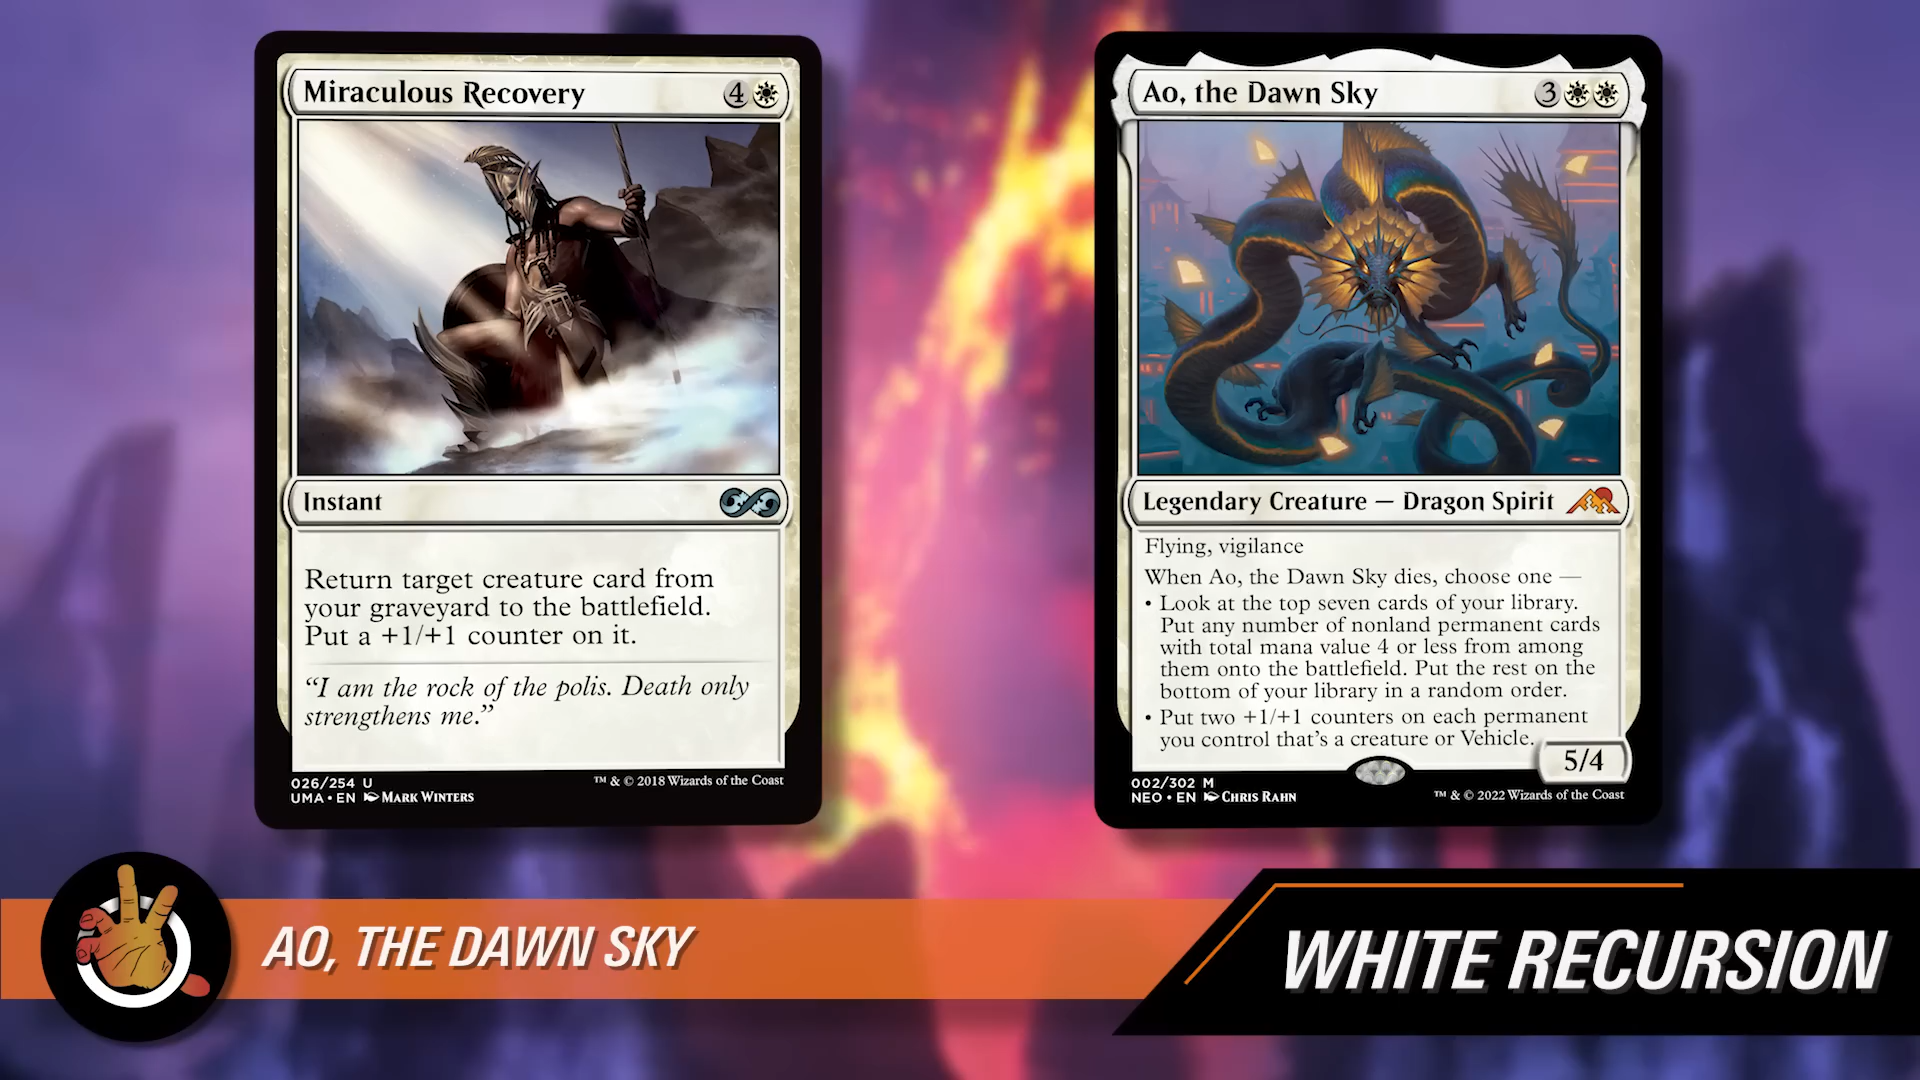 Miraculous Recovery
4
Instant
Return target creature card from
your graveyard to the battlefield.
Put a +1/+1 counter on it.
“I am the rock of the polis. Death only
strengthens me.”
026/254 U
UMA • EN Mark Winters
™ & © 2018 Wizards of the Coast
Ao, the Dawn Sky
3
Legendary Creature — Dragon Spirit
Flying, vigilance
When Ao, the Dawn Sky dies, choose one —
• Look at the top seven cards of your library.
Put any number of nonland permanent cards
with total mana value 4 or less from among
them onto the battlefield. Put the rest on the
bottom of your library in a random order.
• Put two +1/+1 counters on each permanent
you control that’s a creature or Vehicle.
5/4
002/302 M
NEO • EN Chris Rahn
™ & © 2022 Wizards of the Coast
AO, THE DAWN SKY
WHITE RECURSION